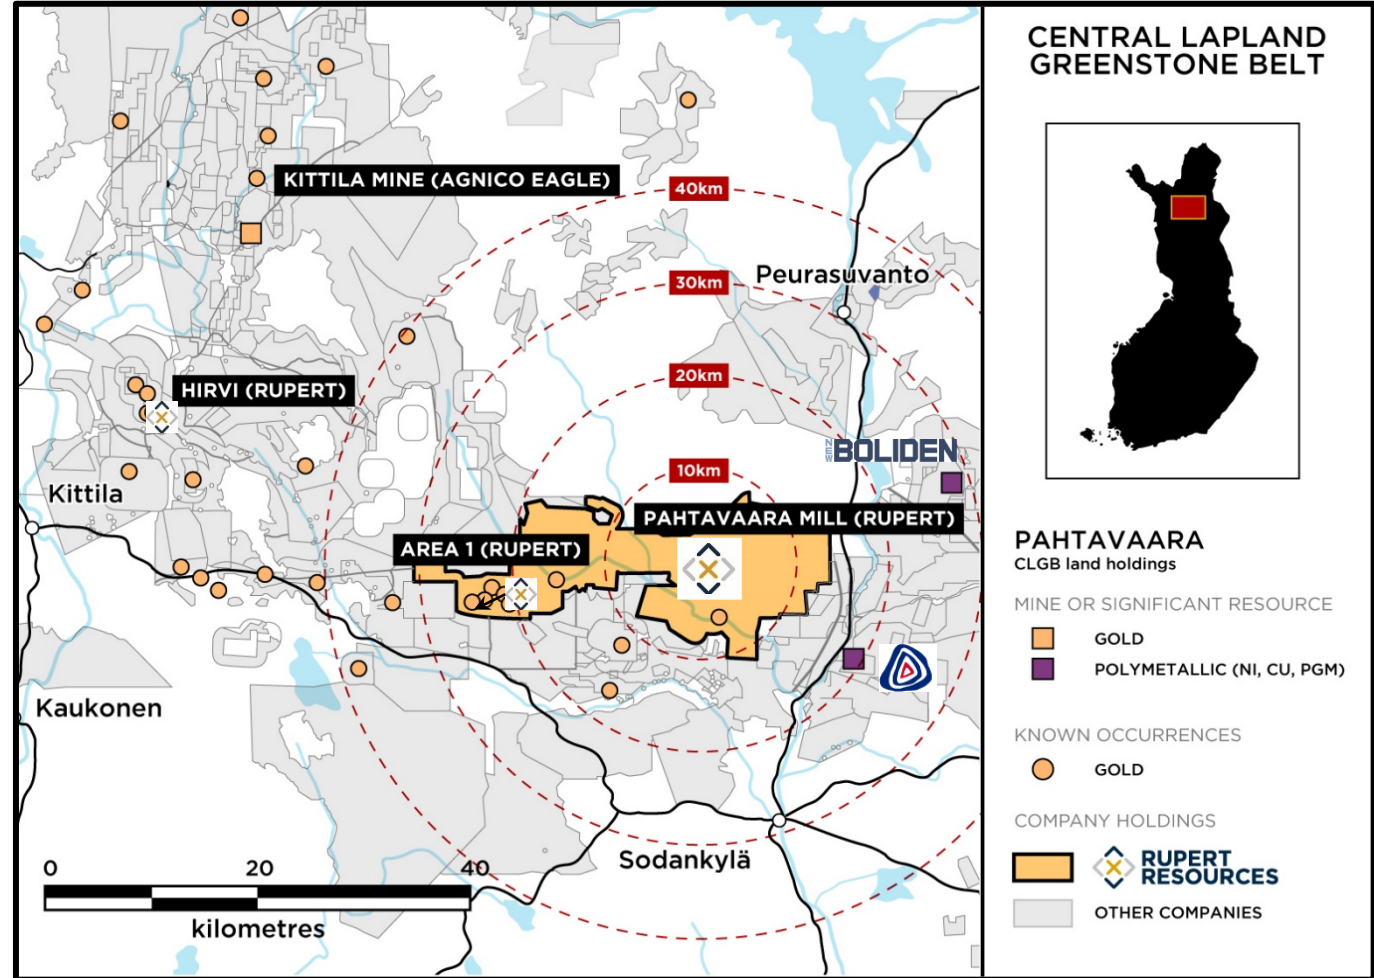 KITTILA MINE (AGNICO EAGLE)
40km
30km
Peurasuvanto
20km
HIRVI (RUPERT)
NEW BOLIDEN
10km
Kittila
PAHTAVAARA MILL (RUPERT)
AREA 1 (RUPERT)
Kaukonen
Sodankylä
0 20 40
kilometres
CENTRAL LAPLAND
GREENSTONE BELT
PAHTAVAARA
CLGB land holdings
MINE OR SIGNIFICANT RESOURCE
GOLD
POLYMETALLIC (NI, CU, PGM)
KNOWN OCCURRENCES
GOLD
COMPANY HOLDINGS
RUPERT
RESOURCES
OTHER COMPANIES